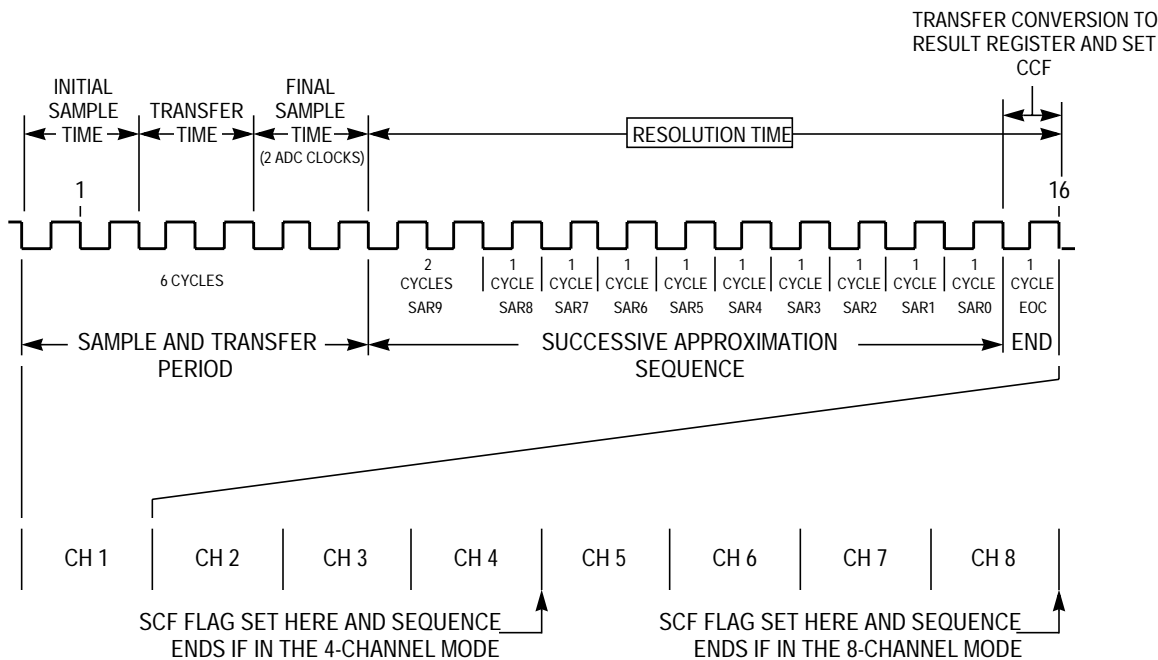 TRANSFER CONVERSION TO
RESULT REGISTER AND SET
CCF
INITIAL
SAMPLE
TIME
TRANSFER
TIME
FINAL
SAMPLE
TIME
(2 ADC CLOCKS)
RESOLUTION TIME
1
16
6 CYCLES
2
CYCLES
SAR9
1
CYCLE
SAR8
1
CYCLE
SAR7
1
CYCLE
SAR6
1
CYCLE
SAR5
1
CYCLE
SAR4
1
CYCLE
SAR3
1
CYCLE
SAR2
1
CYCLE
SAR1
1
CYCLE
SAR0
1
CYCLE
EOC
SAMPLE AND TRANSFER
PERIOD
SUCCESSIVE APPROXIMATION
SEQUENCE
END
CH 1
CH 2
CH 3
CH 4
CH 5
CH 6
CH 7
CH 8
SCF FLAG SET HERE AND SEQUENCE
ENDS IF IN THE 4-CHANNEL MODE
SCF FLAG SET HERE AND SEQUENCE
ENDS IF IN THE 8-CHANNEL MODE